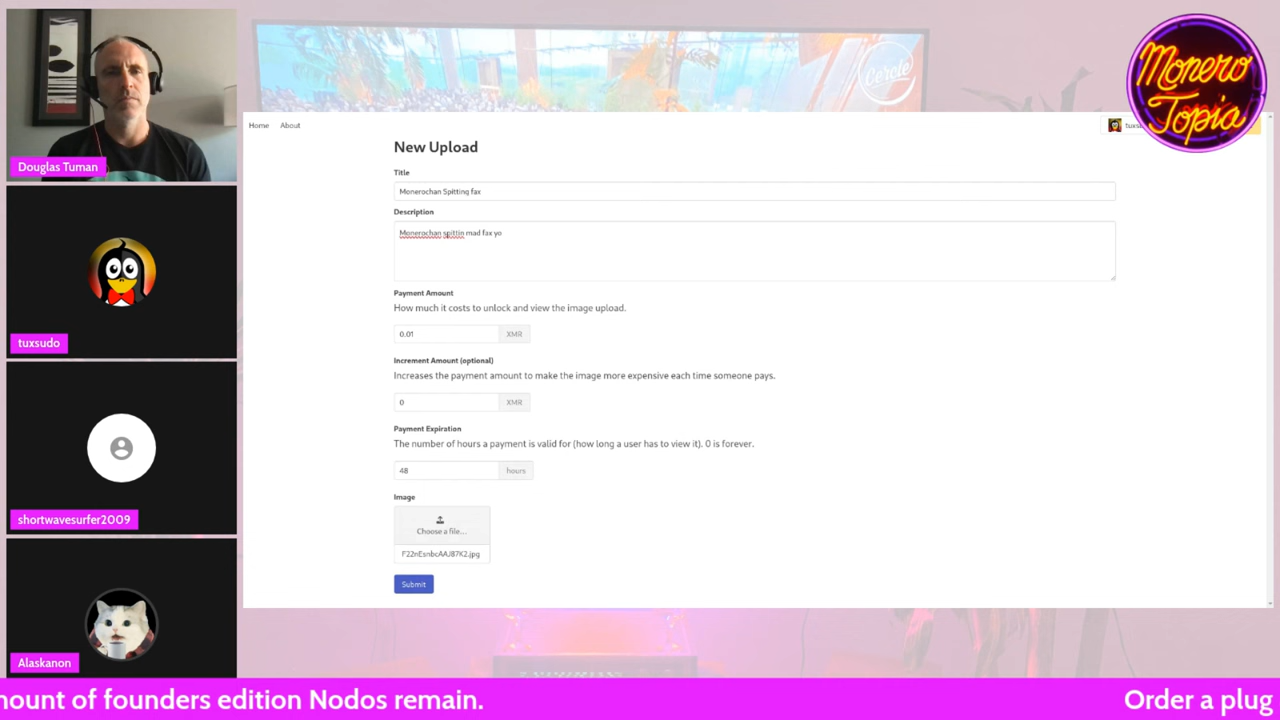 Cercle
Monero
Topia
Douglas Tuman
tuxsudo
shortwavesurfer2009
Alaskanon
Home About
New Upload
Title
Monerochan Spitting fax
Description
Monerochan spittin mad fax yo
Payment Amount
How much it costs to unlock and view the image upload.
0.01 XMR
Increment Amount (optional)
Increases the payment amount to make the image more expensive each time someone pays.
0 XMR
Payment Expiration
The number of hours a payment is valid for (how long a user has to view it). 0 is forever.
48 hours
Image
Choose a file...
F22nEsnbcAAJ87K2.jpg
Submit
mount of founders edition Nodos remain. Order a plug